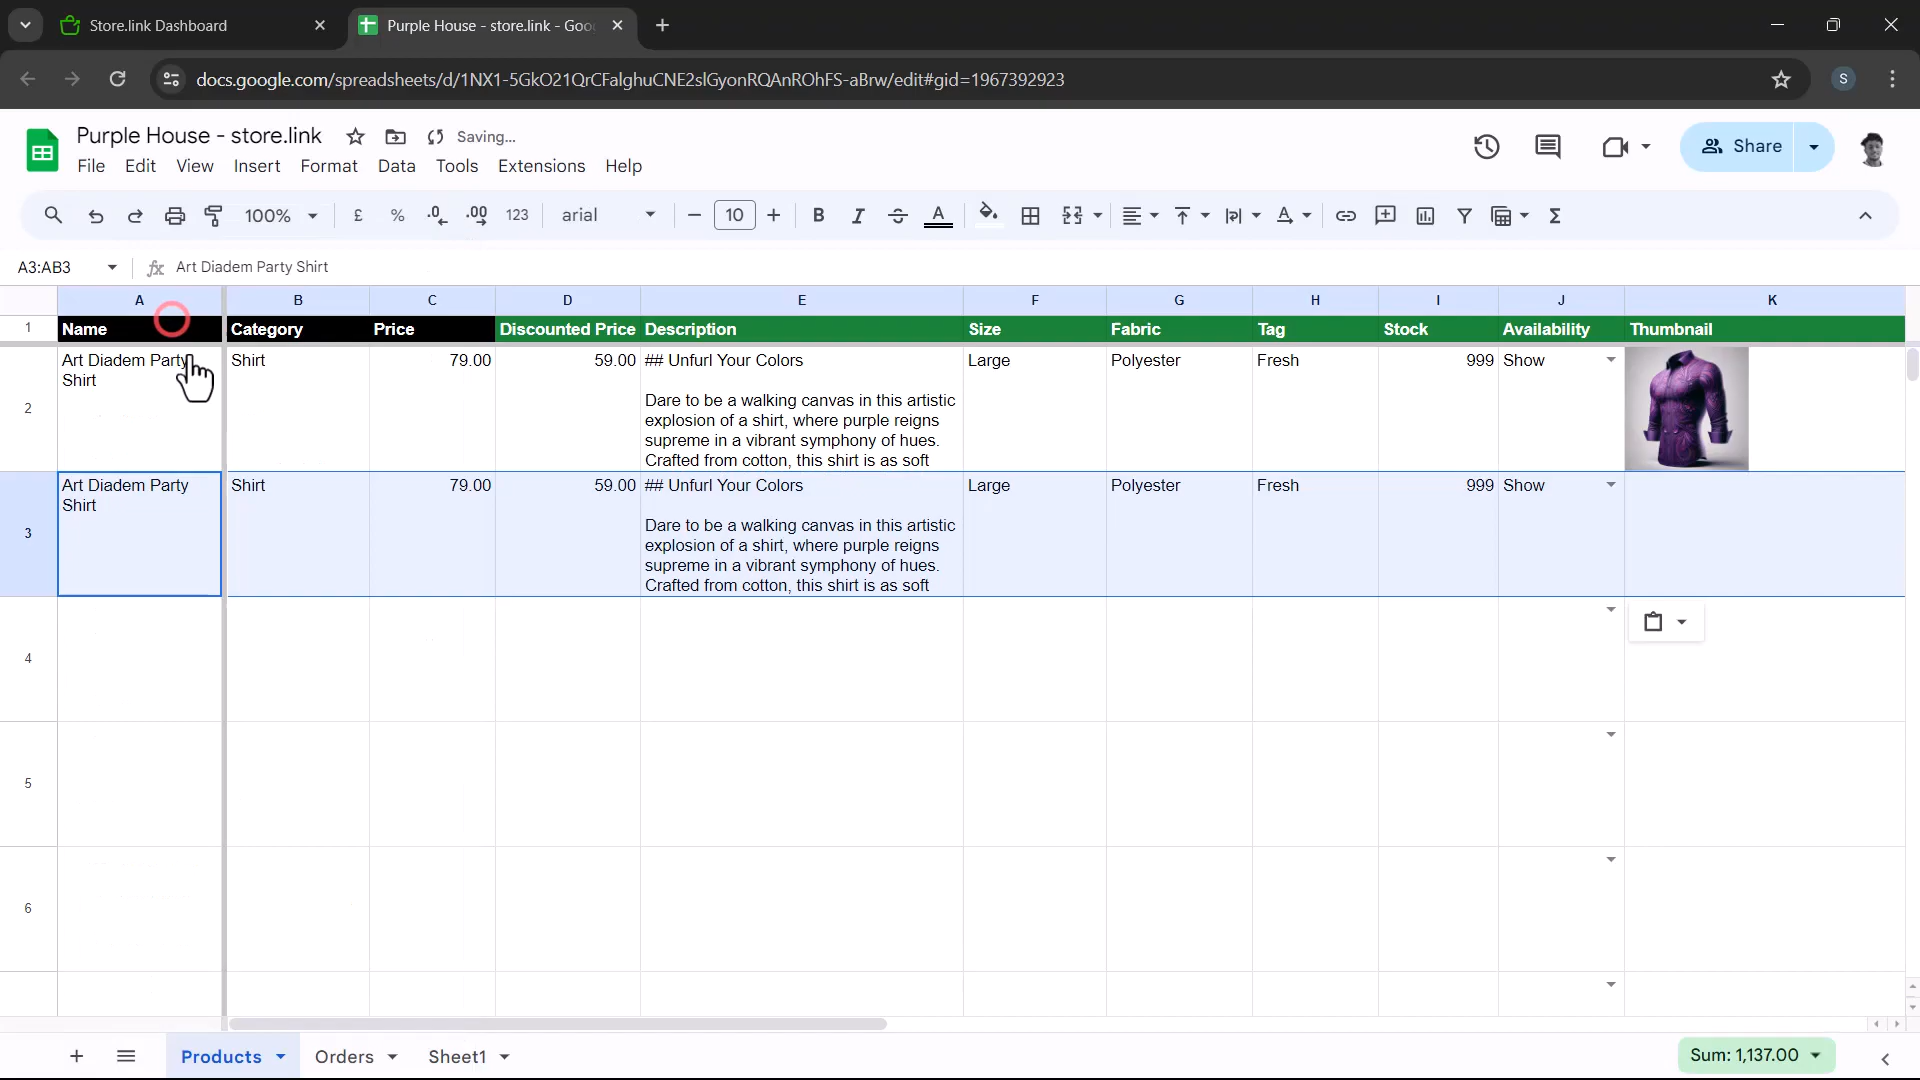 Store.link Dashboard
Purple House - store.link - Goo
docs.google.com/spreadsheets/d/1NX1-5GkO21QrCFalghuCNE2slGyonRQAnROhFS-aBrw/edit#gid=1967392923
S
Purple House - store.link
Saving...
File Edit View Insert Format Data Tools Extensions Help
Share
100% £ % .0 .00 123 arial 10 B I S A
A3:AB3 fx Art Diadem Party Shirt
A B C D E F G H I J K
1 Name Category Price Discounted Price Description Size Fabric Tag Stock Availability Thumbnail
2
Art Diadem Party
Shirt
Shirt
79.00
59.00
## Unfurl Your Colors
Dare to be a walking canvas in this artistic
explosion of a shirt, where purple reigns
supreme in a vibrant symphony of hues.
Crafted from cotton, this shirt is as soft
Large
Polyester
Fresh
999
Show
3
Art Diadem Party
Shirt
Shirt
79.00
59.00
## Unfurl Your Colors
Dare to be a walking canvas in this artistic
explosion of a shirt, where purple reigns
supreme in a vibrant symphony of hues.
Crafted from cotton, this shirt is as soft
Large
Polyester
Fresh
999
Show
4
5
6
Products Orders Sheet1
Sum: 1,137.00